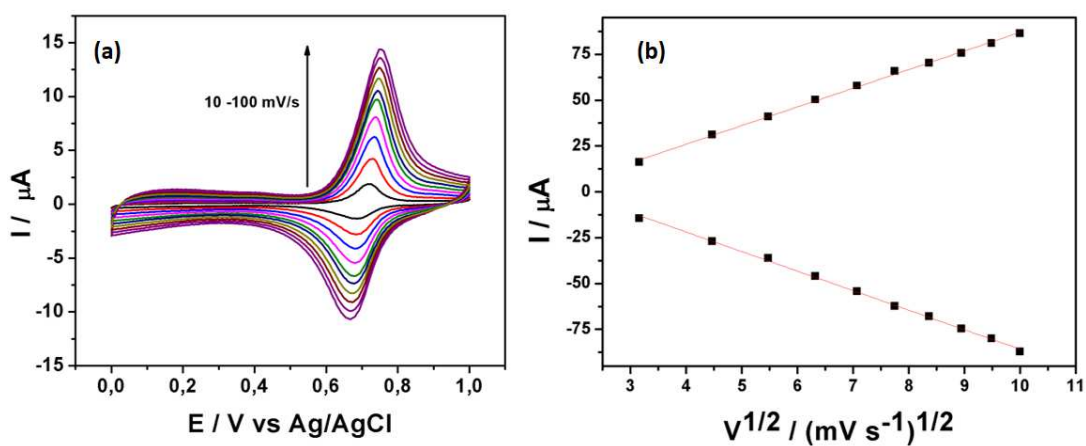 (a)
10 -100 mV/s
I / μA
15
10
5
0
-5
-10
-15
0,0 0,2 0,4 0,6 0,8 1,0
E / V vs Ag/AgCl
(b)
I / μA
75
50
25
0
-25
-50
-75
3 4 5 6 7 8 9 10 11
V^1/2 / (mV s^-1)^1/2